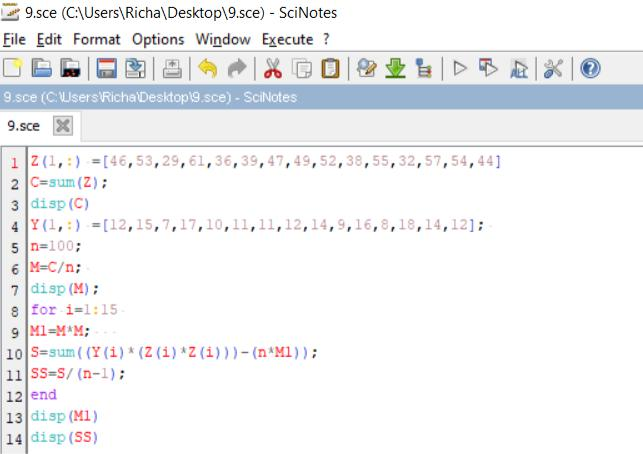 9.sce (C:\Users\Richa\Desktop\9.sce) - SciNotes
File Edit Format Options Window Execute ?
9.sce (C:\Users\Richa\Desktop\9.sce) - SciNotes
9.sce
1 Z(1,:) =[46,53,29,61,36,39,47,49,52,38,55,32,57,54,44]
2 C=sum(Z);
3 disp(C)
4 Y(1,:) =[12,15,7,17,10,11,11,12,14,9,16,8,18,14,12];
5 n=100;
6 M=C/n;
7 disp(M);
8 for i=1:15
9 M1=M*M;
10 S=sum((Y(i)*(Z(i)*Z(i)))-(n*M1));
11 SS=S/(n-1);
12 end
13 disp(M1)
14 disp(SS)